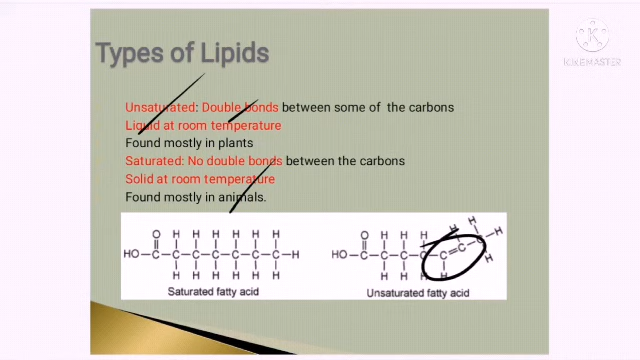 Types of Lipids
KINEMASTER
Unsaturated: Double bonds between some of the carbons
Liquid at room temperature
Found mostly in plants
Saturated: No double bonds between the carbons
Solid at room temperature
Found mostly in animals.
O H H H H H H
HO-C-C-C-C-C-C-C-H
H H H H H H
Saturated fatty acid
O H H H H H
HO-C-C-C-C-C=C-C-H
H H H H H
Unsaturated fatty acid